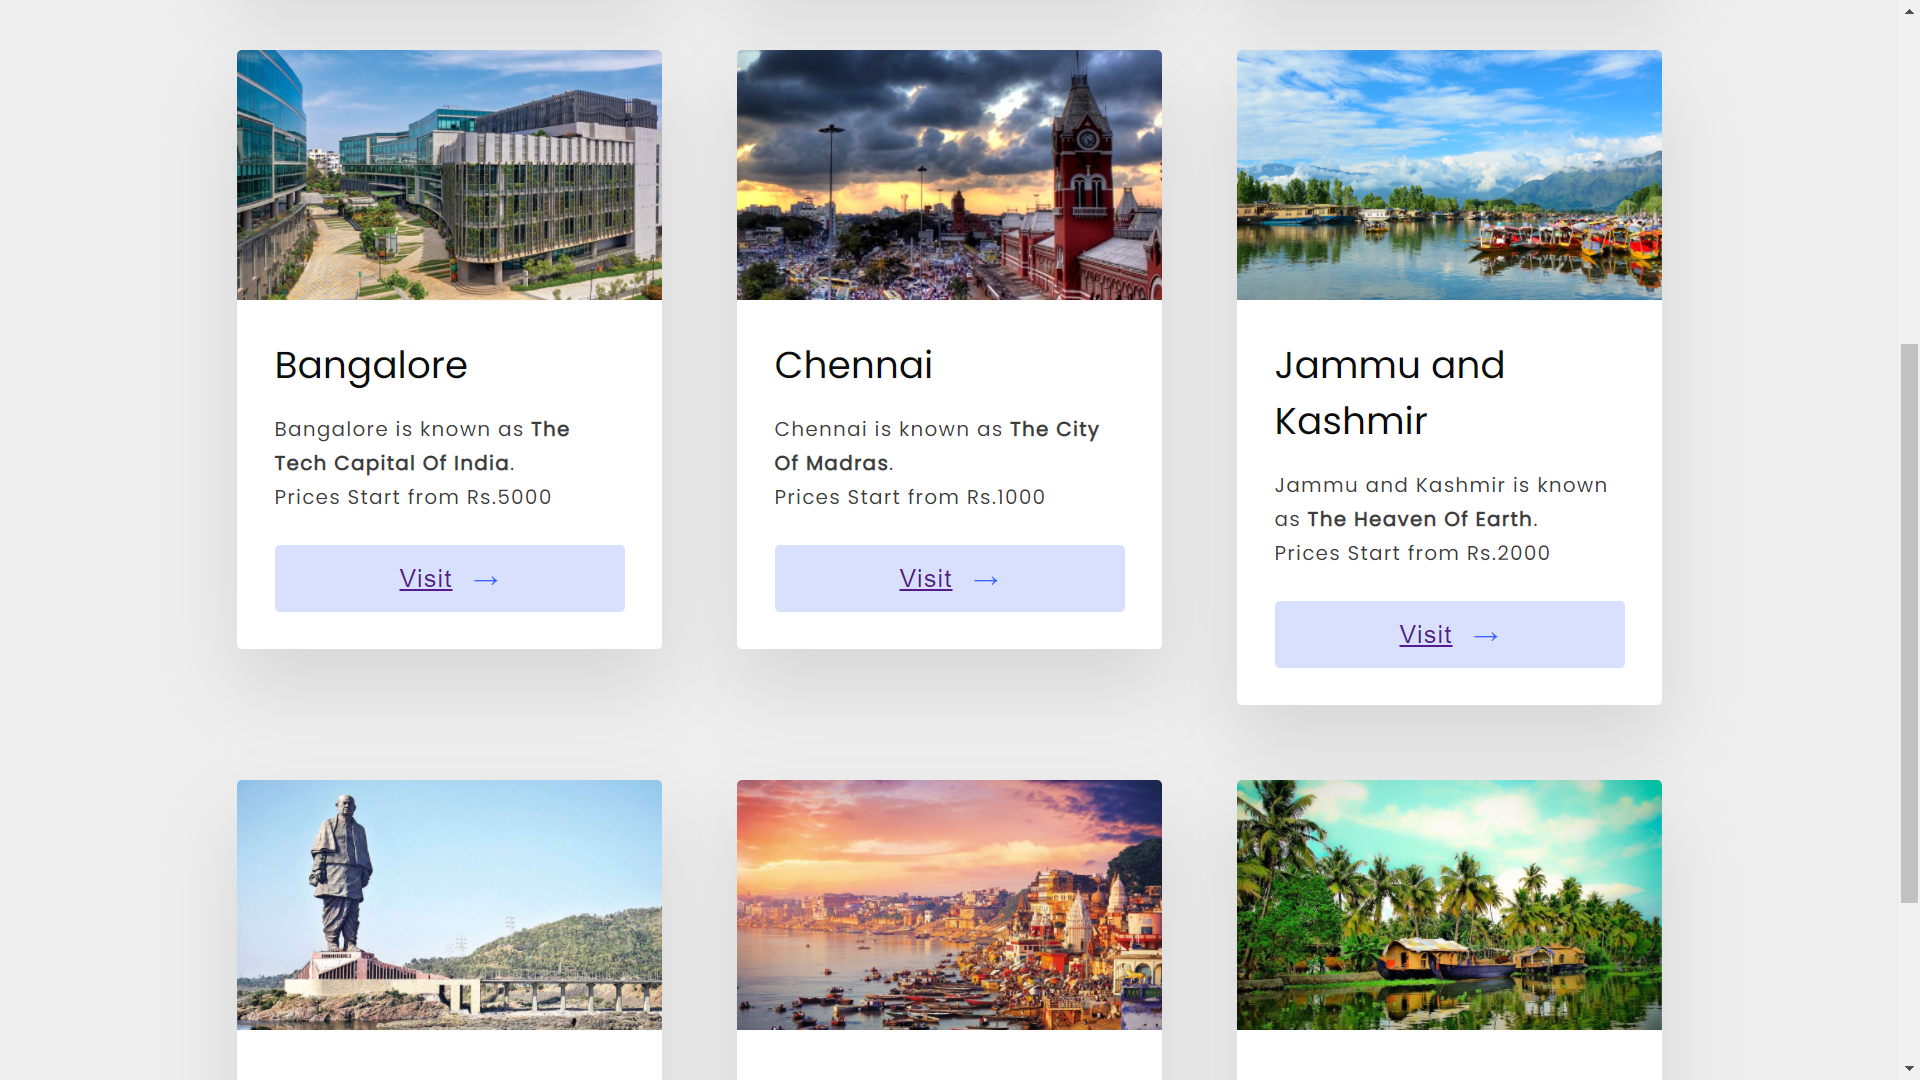 Bangalore
Bangalore is known as The
Tech Capital Of India.
Prices Start from Rs.5000
Visit →
Chennai
Chennai is known as The City
Of Madras.
Prices Start from Rs.1000
Visit →
Jammu and
Kashmir
Jammu and Kashmir is known
as The Heaven Of Earth.
Prices Start from Rs.2000
Visit →